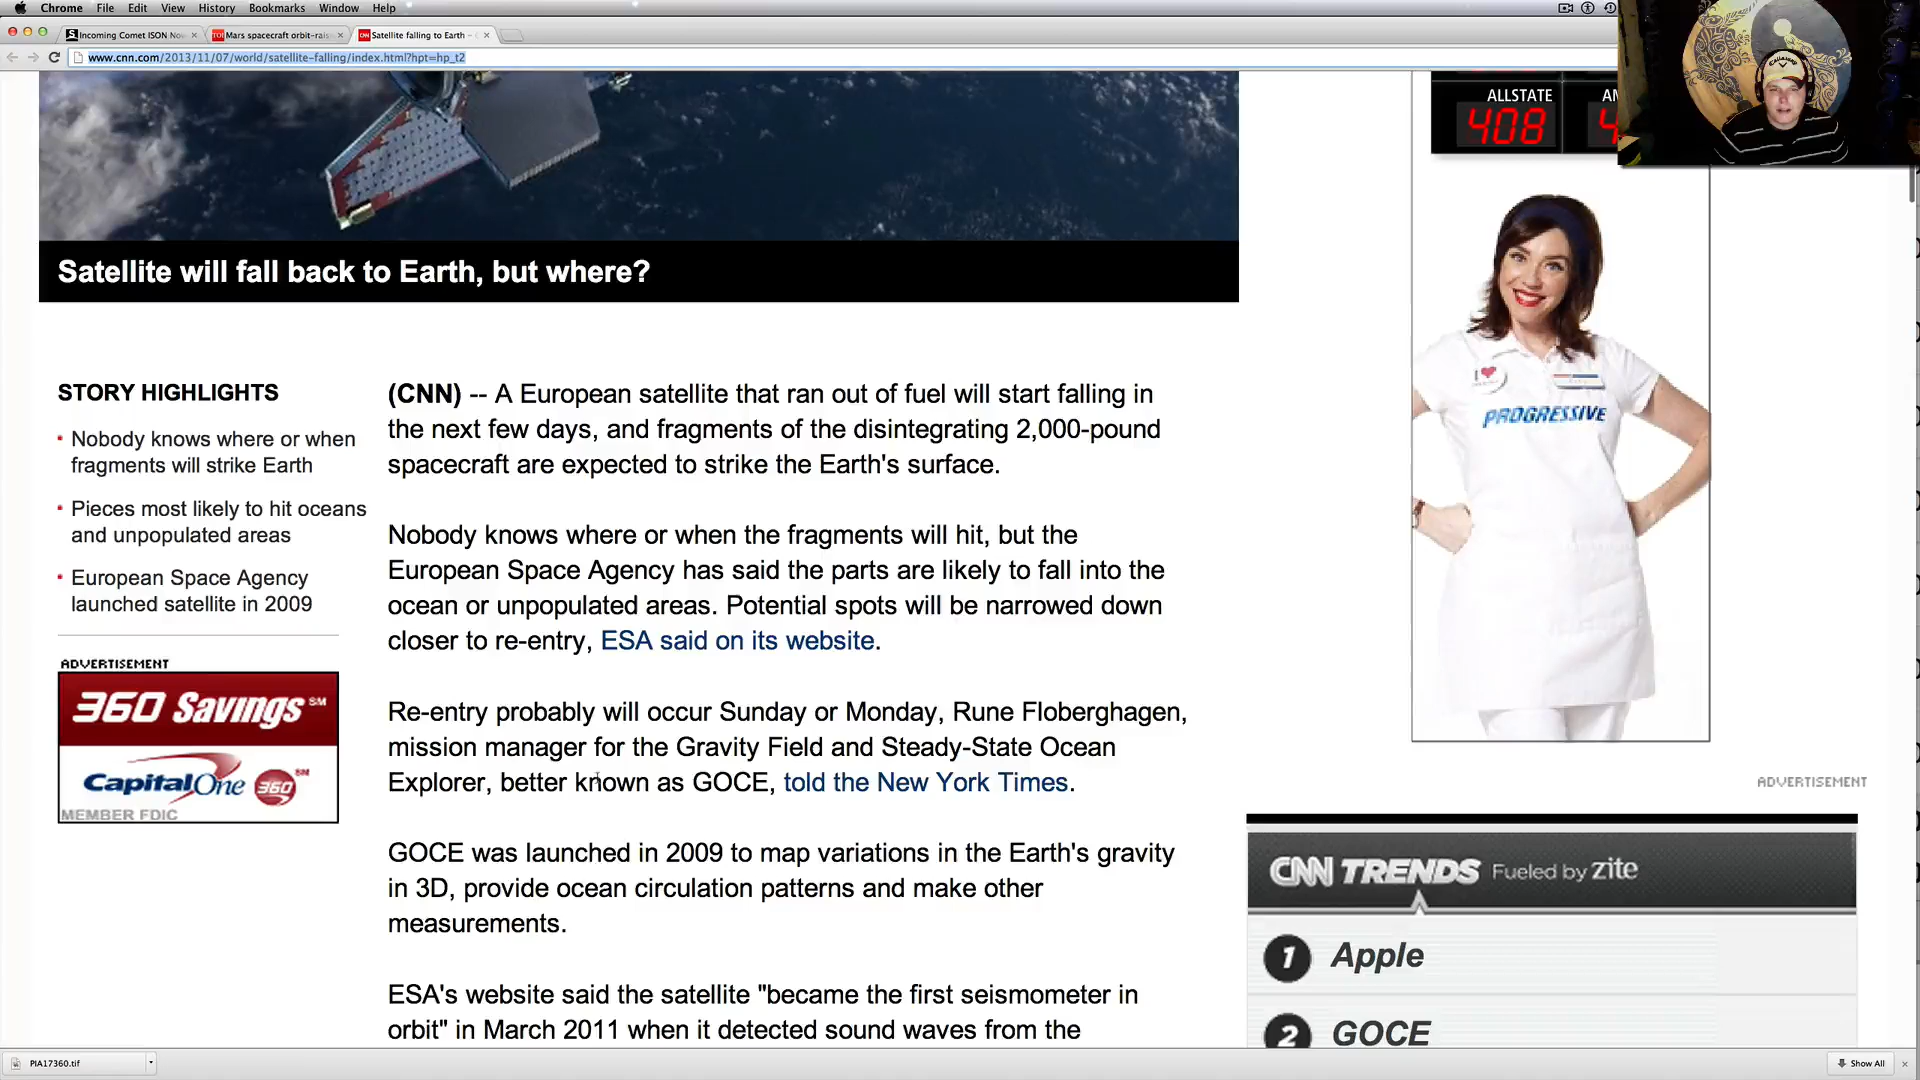 Chrome File Edit View History Bookmarks Window Help
Incoming Comet ISON No
Mars spacecraft orbit-rais
Satellite falling to Earth –
www.cnn.com/2013/11/07/world/satellite-falling/index.html?hpt=hp_t2
ALLSTATE
408
Satellite will fall back to Earth, but where?
STORY HIGHLIGHTS
Nobody knows where or when
fragments will strike Earth
Pieces most likely to hit oceans
and unpopulated areas
European Space Agency
launched satellite in 2009
ADVERTISEMENT
360 Savings SM
Capital One 360 SM
MEMBER FDIC
(CNN) -- A European satellite that ran out of fuel will start falling in
the next few days, and fragments of the disintegrating 2,000-pound
spacecraft are expected to strike the Earth's surface.
Nobody knows where or when the fragments will hit, but the
European Space Agency has said the parts are likely to fall into the
ocean or unpopulated areas. Potential spots will be narrowed down
closer to re-entry, ESA said on its website.
Re-entry probably will occur Sunday or Monday, Rune Floberghagen,
mission manager for the Gravity Field and Steady-State Ocean
Explorer, better known as GOCE, told the New York Times.
GOCE was launched in 2009 to map variations in the Earth's gravity
in 3D, provide ocean circulation patterns and make other
measurements.
ESA's website said the satellite "became the first seismometer in
orbit" in March 2011 when it detected sound waves from the
I
PROGRESSIVE
ADVERTISEMENT
CNN TRENDS Fueled by zite
1 Apple
2 GOCE
PIA17360.tif
Show All